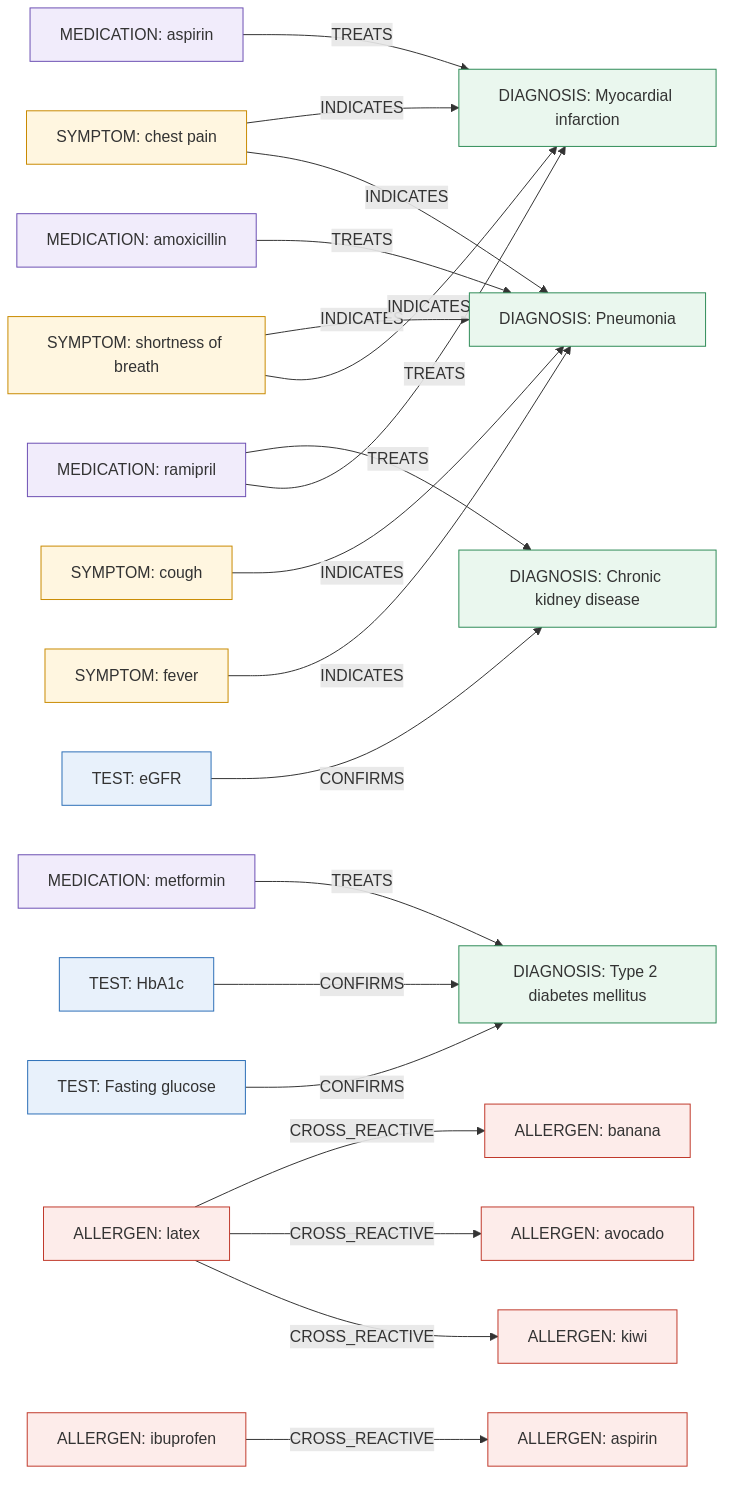 MEDICATION: aspirin
TREATS
DIAGNOSIS: Myocardial
infarction
SYMPTOM: chest pain
INDICATES
INDICATES
MEDICATION: amoxicillin
TREATS
SYMPTOM: shortness of
breath
INDICATES
INDICATES
DIAGNOSIS: Pneumonia
TREATS
MEDICATION: ramipril
TREATS
SYMPTOM: cough
INDICATES
DIAGNOSIS: Chronic
kidney disease
SYMPTOM: fever
INDICATES
TEST: eGFR
CONFIRMS
MEDICATION: metformin
TREATS
TEST: HbA1c
CONFIRMS
DIAGNOSIS: Type 2
diabetes mellitus
TEST: Fasting glucose
CONFIRMS
CROSS_REACTIVE
ALLERGEN: banana
ALLERGEN: latex
CROSS_REACTIVE
ALLERGEN: avocado
CROSS_REACTIVE
ALLERGEN: kiwi
ALLERGEN: ibuprofen
CROSS_REACTIVE
ALLERGEN: aspirin